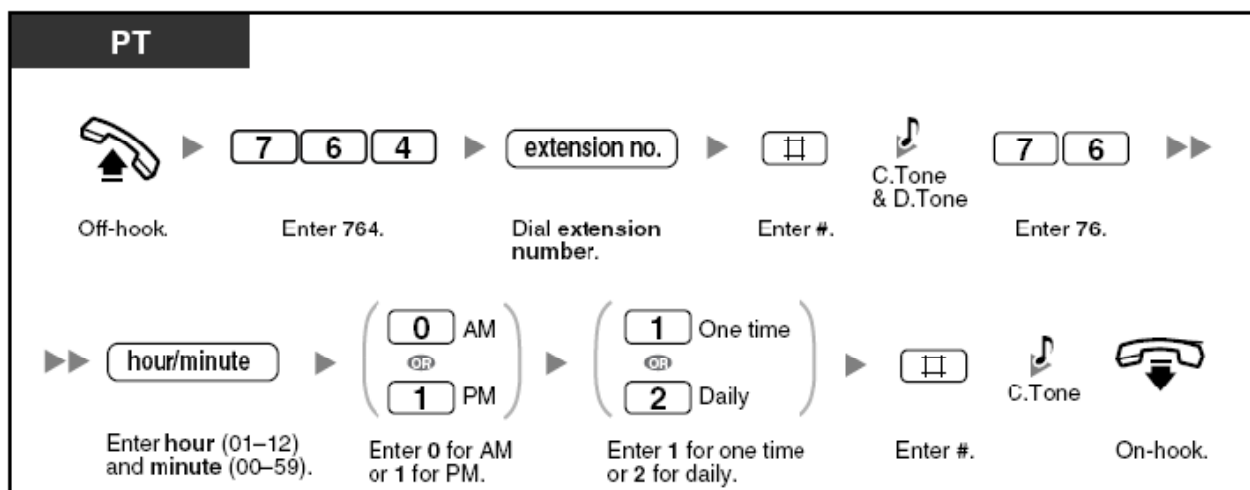 PT
7 6 4
extension no.
#
C.Tone
& D.Tone
7 6
Off-hook.
Enter 764.
Dial extension
number.
Enter #.
Enter 76.
hour/minute
0 AM
OR
1 PM
1 One time
OR
2 Daily
#
C.Tone
Enter hour (01–12)
and minute (00–59).
Enter 0 for AM
or 1 for PM.
Enter 1 for one time
or 2 for daily.
Enter #.
On-hook.